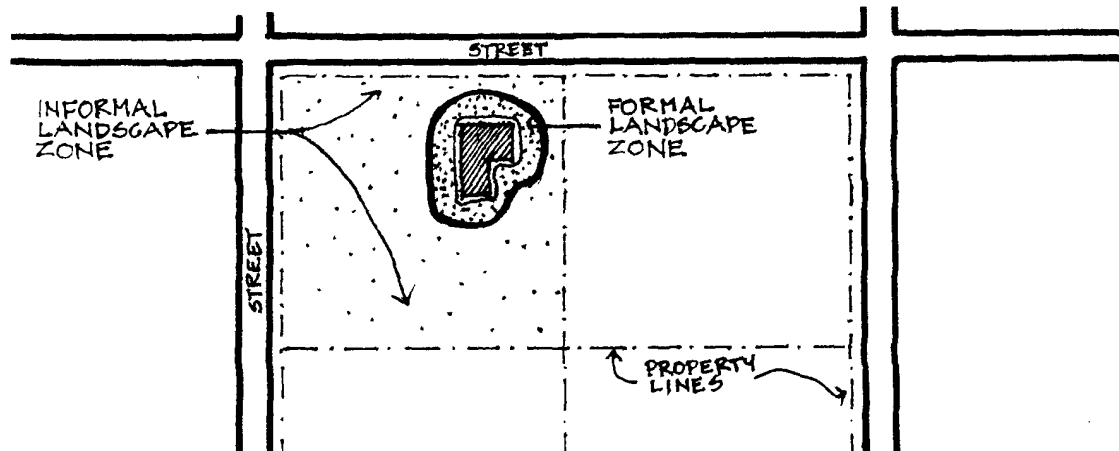 STREET
INFORMAL
LANDSCAPE
ZONE
FORMAL
LANDSCAPE
ZONE
STREET
PROPERTY
LINES